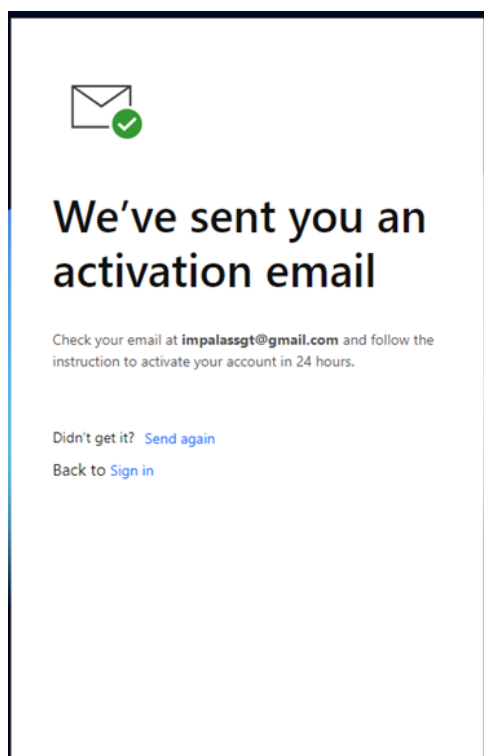 We’ve sent you an
activation email
Check your email at impalassgt@gmail.com and follow the
instruction to activate your account in 24 hours.
Didn't get it? Send again
Back to Sign in